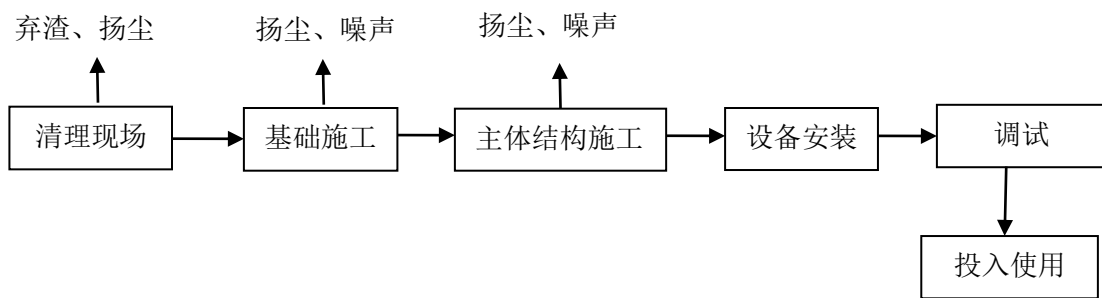 弃渣、扬尘
扬尘、噪声
扬尘、噪声
清理现场
基础施工
主体结构施工
设备安装
调试
投入使用